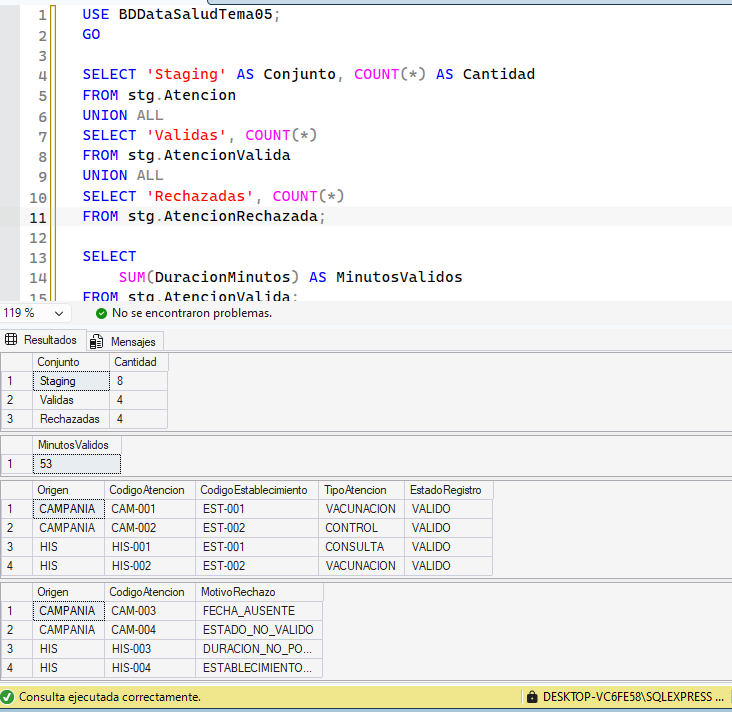 1 USE BDDataSaludTema05;
2 GO
3
4 SELECT 'Staging' AS Conjunto, COUNT(*) AS Cantidad
5 FROM stg.Atencion
6 UNION ALL
7 SELECT 'Validas', COUNT(*)
8 FROM stg.AtencionValida
9 UNION ALL
10 SELECT 'Rechazadas', COUNT(*)
11 FROM stg.AtencionRechazada;
12
13 SELECT
14 SUM(DuracionMinutos) AS MinutosValidos
15 FROM stg.AtencionValida;
119 % No se encontraron problemas.
Resultados Mensajes
Conjunto Cantidad
1 Staging 8
2 Validas 4
3 Rechazadas 4
MinutosValidos
1 53
Origen CodigoAtencion CodigoEstablecimiento TipoAtencion EstadoRegistro
1 CAMPANIA CAM-001 EST-001 VACUNACION VALIDO
2 CAMPANIA CAM-002 EST-002 CONTROL VALIDO
3 HIS HIS-001 EST-001 CONSULTA VALIDO
4 HIS HIS-002 EST-002 VACUNACION VALIDO
Origen CodigoAtencion MotivoRechazo
1 CAMPANIA CAM-003 FECHA_AUSENTE
2 CAMPANIA CAM-004 ESTADO_NO_VALIDO
3 HIS HIS-003 DURACION_NO_PO...
4 HIS HIS-004 ESTABLECIMIENTO...
Consulta ejecutada correctamente. DESKTOP-VC6FE58\SQLEXPRESS ...